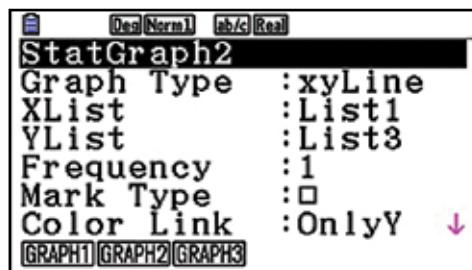 Deg Norm1 ab/c Real
StatGraph2
Graph Type :xyLine
XList :List1
YList :List3
Frequency :1
Mark Type :□
Color Link :OnlyY ↓
GRAPH1 GRAPH2 GRAPH3